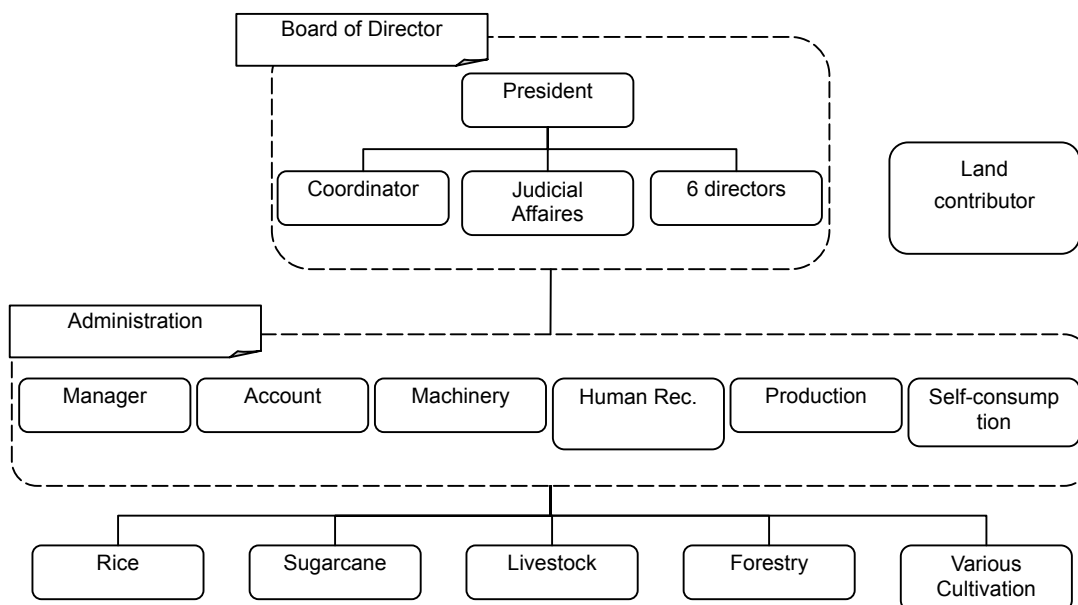 Board of Director
President
Coordinator
Judicial
Affaires
6 directors
Land
contributor
Administration
Manager
Account
Machinery
Human Rec.
Production
Self-consump
tion
Rice
Sugarcane
Livestock
Forestry
Various
Cultivation